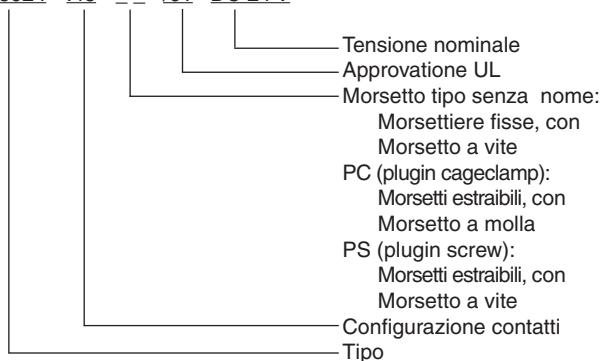 Tensione nominale
Approvatione UL
Morsetto tipo senza nome:
Morsettiere fisse, con
Morsetto a vite
PC (plugin cageclamp):
Morsetti estraibili, con
Morsetto a molla
PS (plugin screw):
Morsetti estraibili, con
Morsetto a vite
Configurazione contatti
Tipo